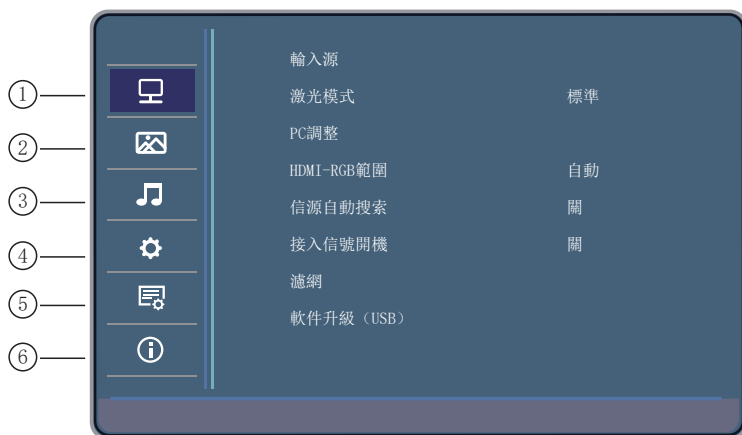 輸入源
① 激光模式 標準
② PC調整
HDMI-RGB範圍 自動
③ 信源自動搜索 關
④ 接入信號開機 關
濾網
⑤ 軟件升級（USB）
⑥